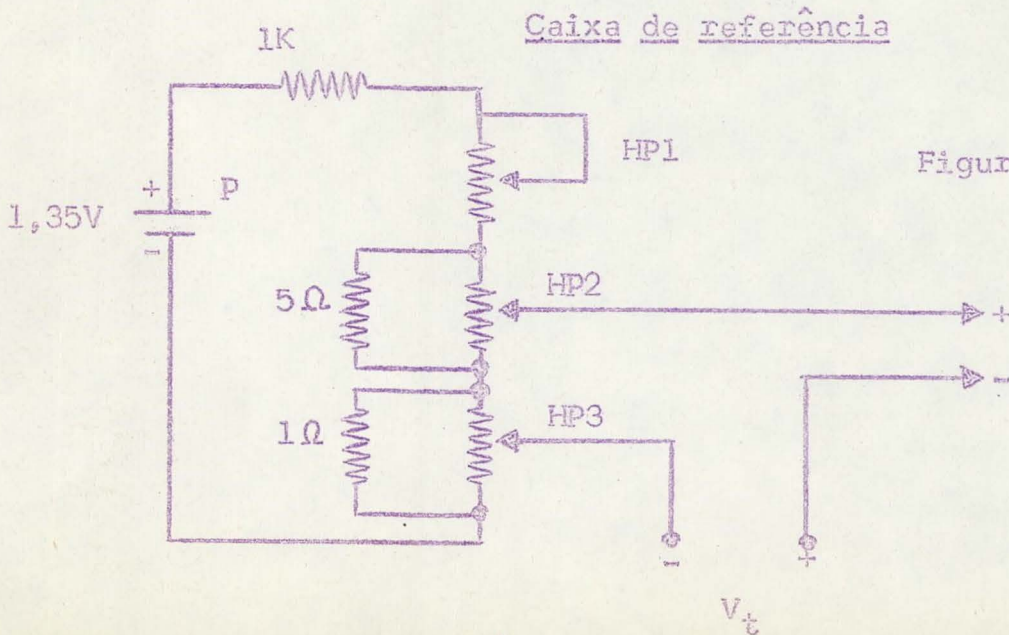 Caixa de referência
1K
HP1
Figur
+
P
1,35V
-
5Ω
HP2
+
-
1Ω
HP3
-
+
V_t